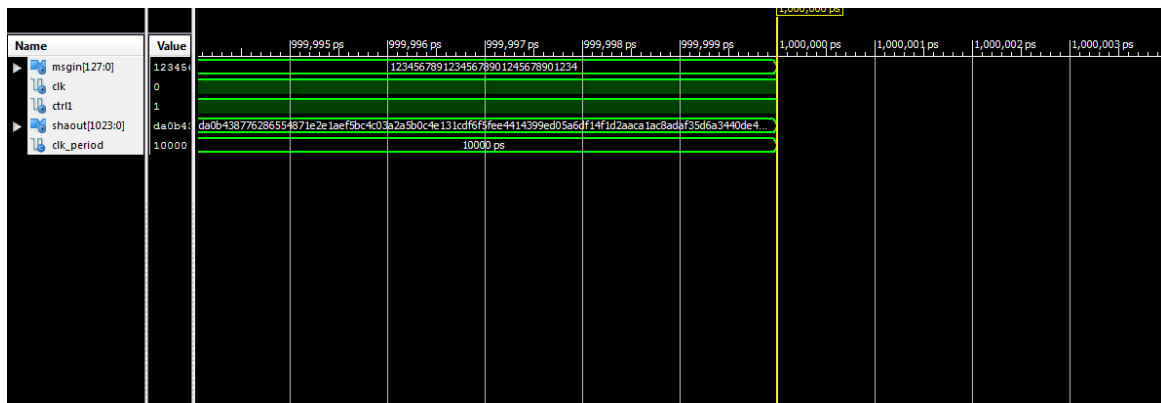 1,000,000 ps
Name Value 999,995 ps 999,996 ps 999,997 ps 999,998 ps 999,999 ps 1,000,000 ps 1,000,001 ps 1,000,002 ps 1,000,003 ps
msgin[127:0] 12345 12345678912345678901245678901234
clk 0
ctrl1 1
shaout[1023:0] da0b43 da0b438776286554871e2e1aef5bc4c03a2a5b0c4e131cdf6f5fee4414399ed05a6df14f1d2aaca1ac8adaf35d6a3440de4...
clk_period 10000 10000 ps